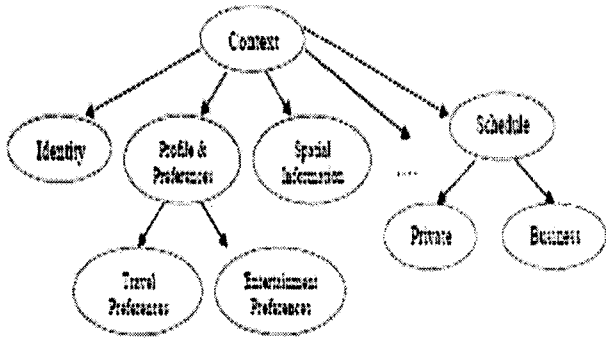 Context
Identity
Profile &
Preferences
Spatial
Information
....
Schedule
Private
Business
Travel
Preferences
Entertainment
Preferences